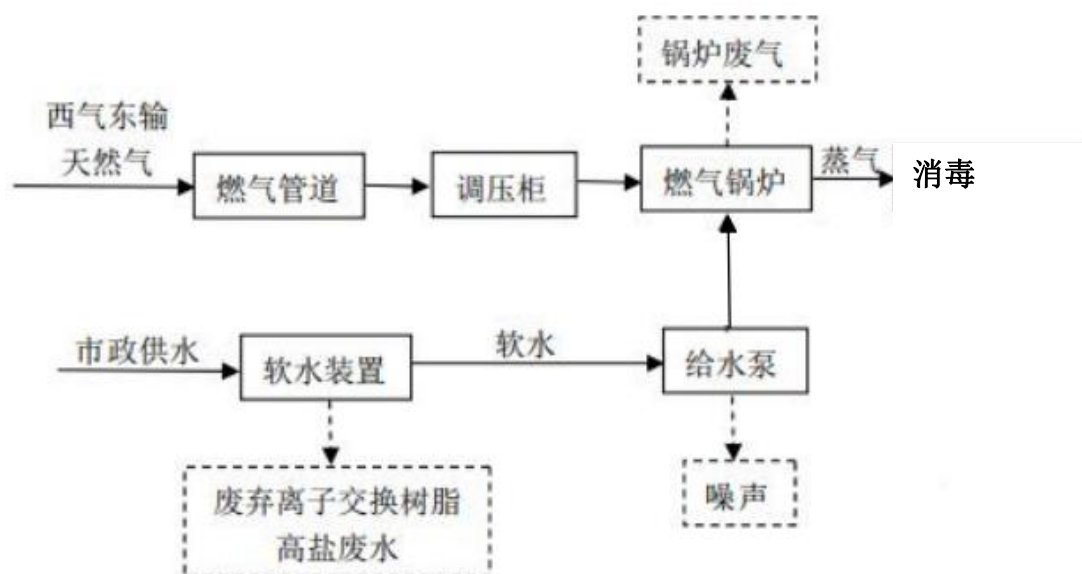 锅炉废气
西气东输
天然气
燃气管道
调压柜
燃气锅炉
蒸气
消毒
市政供水
软水装置
软水
给水泵
废弃离子交换树脂
高盐废水
噪声